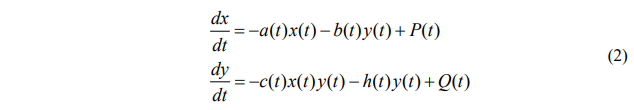 dx/dt = −a(t)x(t) − b(t)y(t) + P(t)
(2)
dy/dt = −c(t)x(t)y(t) − h(t)y(t) + Q(t)